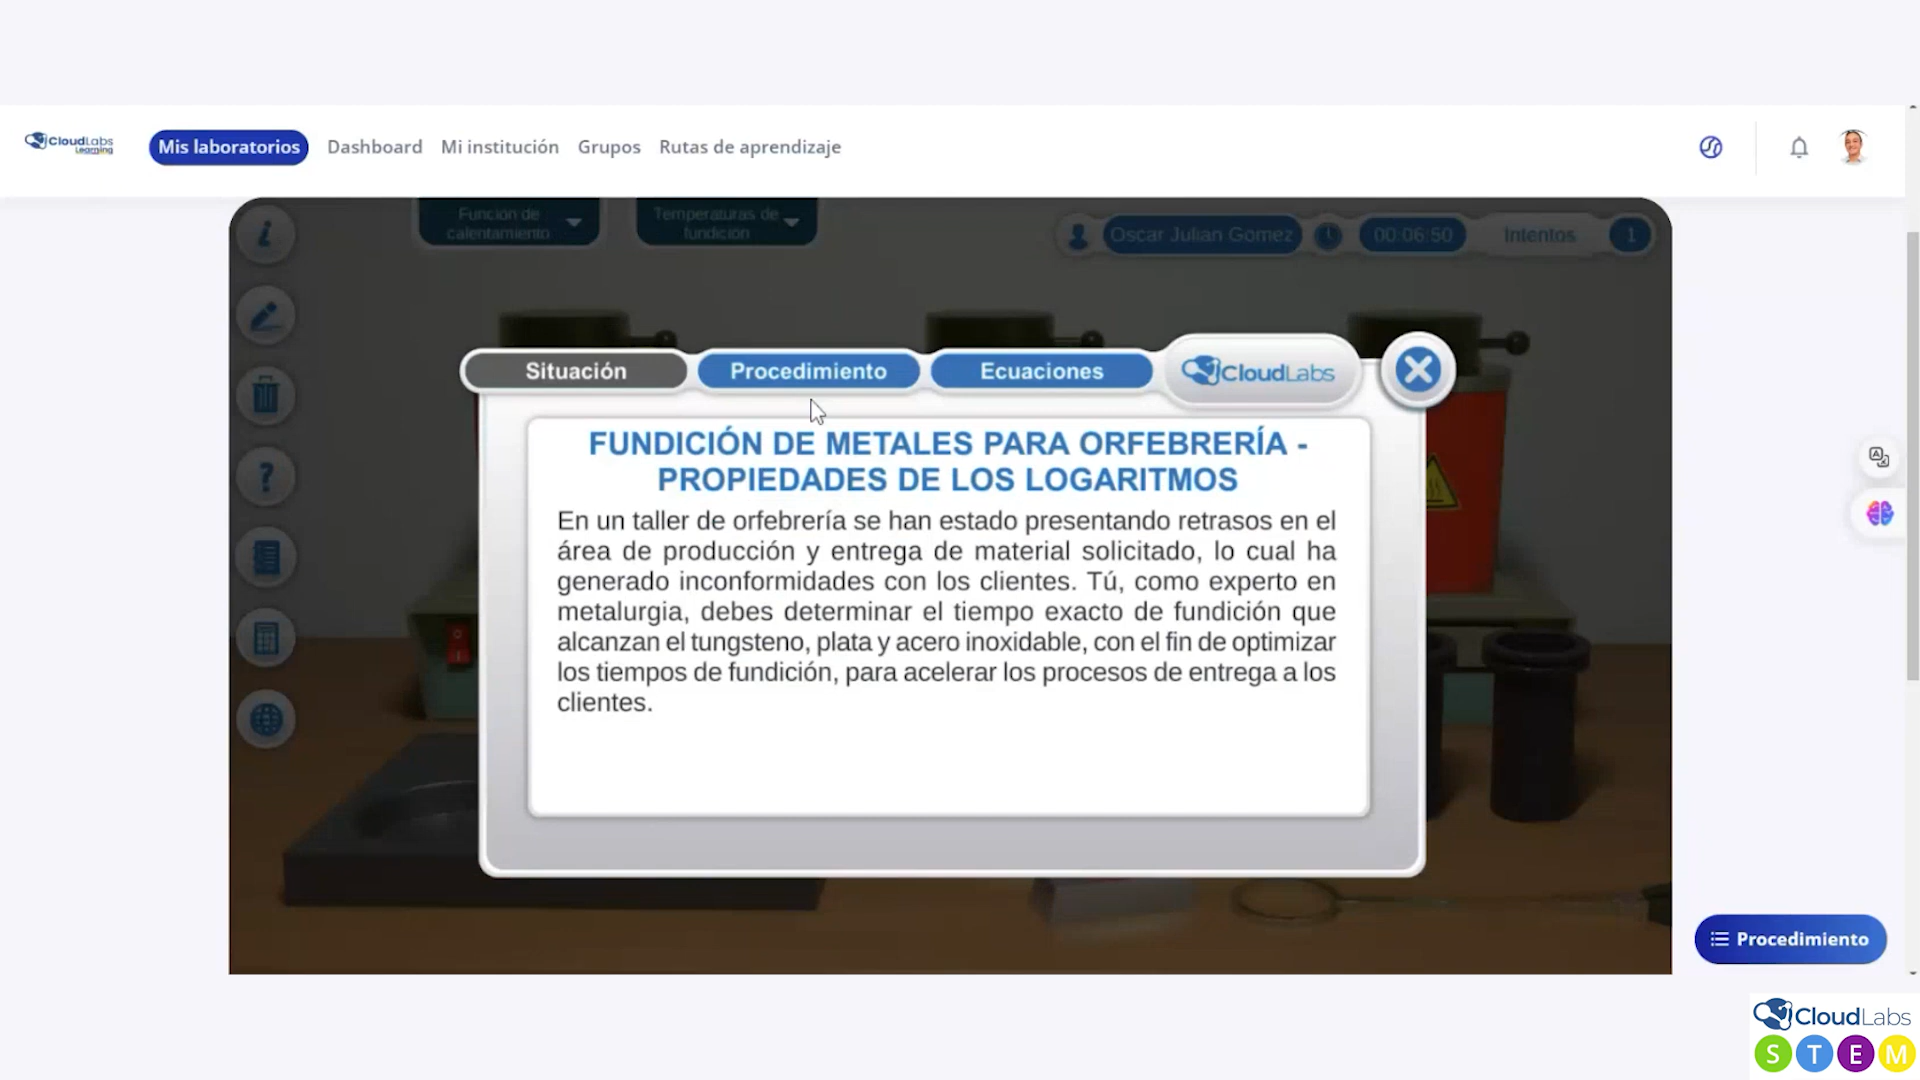 CloudLabs
Learning
Mis laboratorios
Dashboard
Mi institución
Grupos
Rutas de aprendizaje
Función de
calentamiento
Temperaturas de
fundición
Oscar Julian Gomez
00:06:50
Intentos
1
Situación
Procedimiento
Ecuaciones
CloudLabs
FUNDICIÓN DE METALES PARA ORFEBRERÍA -
PROPIEDADES DE LOS LOGARITMOS
En un taller de orfebrería se han estado presentando retrasos en el
área de producción y entrega de material solicitado, lo cual ha
generado inconformidades con los clientes. Tú, como experto en
metalurgia, debes determinar el tiempo exacto de fundición que
alcanzan el tungsteno, plata y acero inoxidable, con el fin de optimizar
los tiempos de fundición, para acelerar los procesos de entrega a los
clientes.
Procedimiento
CloudLabs
S T E M